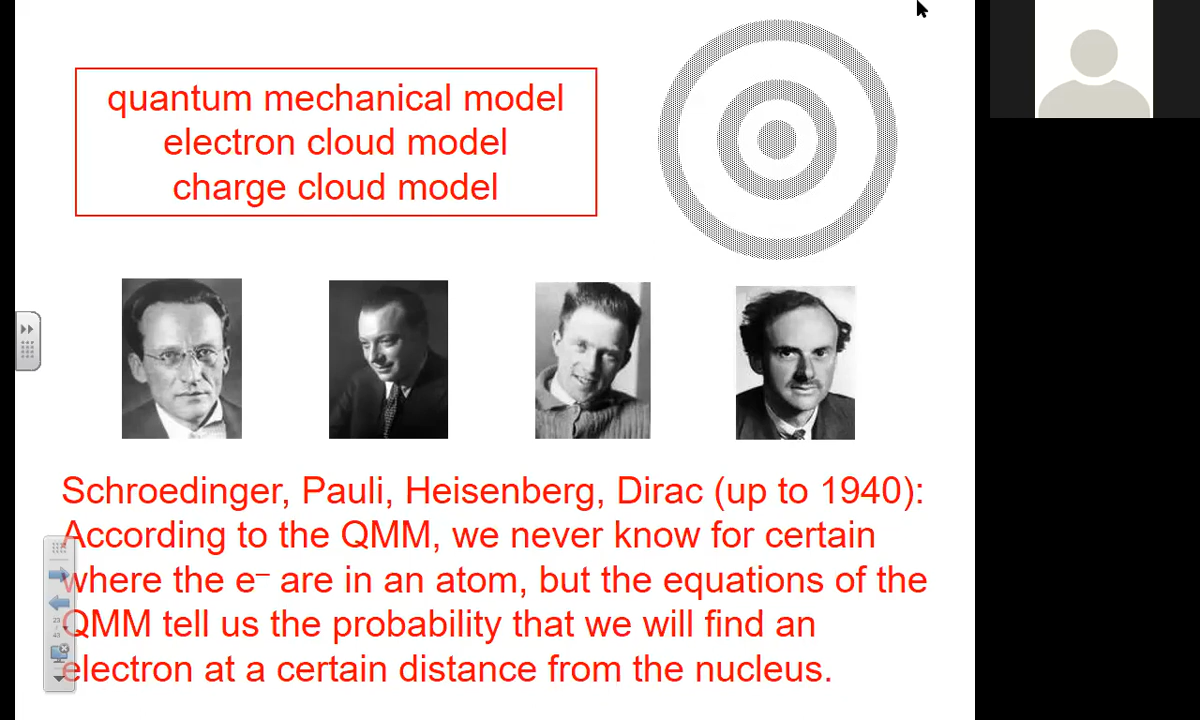 quantum mechanical model
electron cloud model
charge cloud model
Schroedinger, Pauli, Heisenberg, Dirac (up to 1940):
According to the QMM, we never know for certain
where the e⁻ are in an atom, but the equations of the
QMM tell us the probability that we will find an
electron at a certain distance from the nucleus.